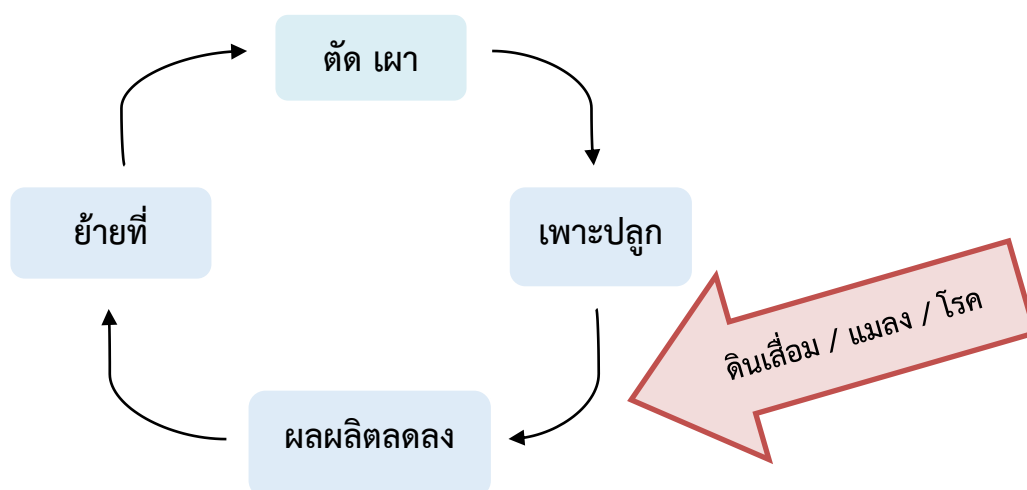 ตัด เผา
ย้ายที่
เพาะปลูก
ดินเสื่อม / แมลง / โรค
ผลผลิตลดลง